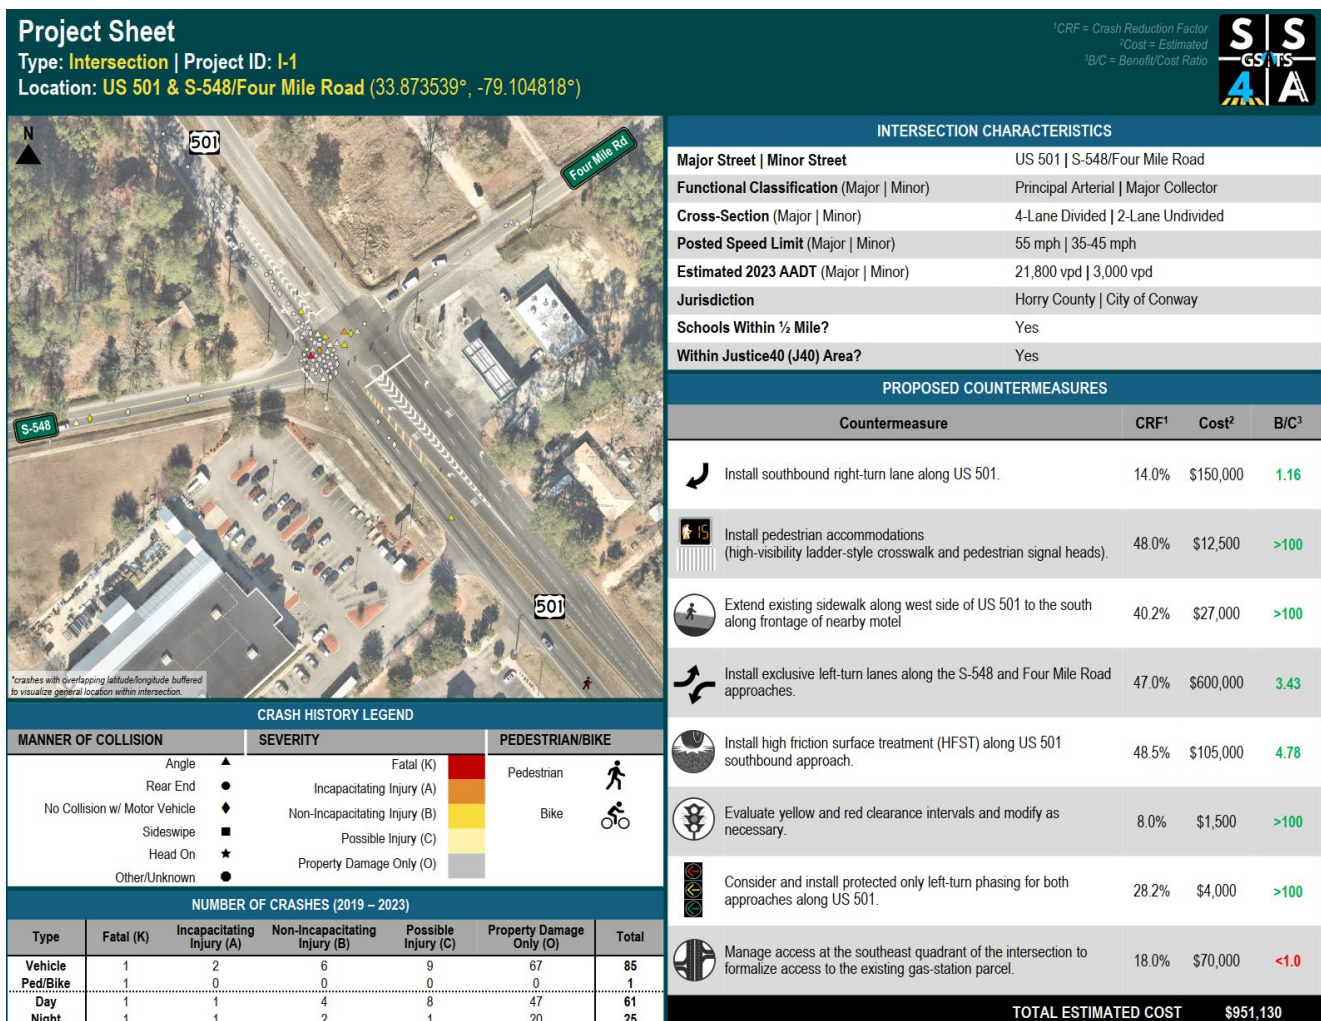 Project Sheet
Type: Intersection | Project ID: I-1
Location: US 501 & S-548/Four Mile Road (33.873539°, -79.104818°)
¹CRF = Crash Reduction Factor
²Cost = Estimated
³B/C = Benefit/Cost Ratio
S S
GSATS
4 A
N
501
Four Mile Rd
S-548
501
*crashes with overlapping latitude/longitude buffered
to visualize general location within intersection.
CRASH HISTORY LEGEND
MANNER OF COLLISION SEVERITY PEDESTRIAN/BIKE
Angle
Rear End
No Collision w/ Motor Vehicle
Sideswipe
Head On
Other/Unknown
Fatal (K)
Incapacitating Injury (A)
Non-Incapacitating Injury (B)
Possible Injury (C)
Property Damage Only (O)
Pedestrian
Bike
NUMBER OF CRASHES (2019 – 2023)
Type Fatal (K) Incapacitating Injury (A) Non-Incapacitating Injury (B) Possible Injury (C) Property Damage Only (O) Total
Vehicle 1 2 6 9 67 85
Ped/Bike 1 0 0 0 0 1
Day 1 1 4 8 47 61
Night 1 1 2 1 20 25
INTERSECTION CHARACTERISTICS
Major Street | Minor Street US 501 | S-548/Four Mile Road
Functional Classification (Major | Minor) Principal Arterial | Major Collector
Cross-Section (Major | Minor) 4-Lane Divided | 2-Lane Undivided
Posted Speed Limit (Major | Minor) 55 mph | 35-45 mph
Estimated 2023 AADT (Major | Minor) 21,800 vpd | 3,000 vpd
Jurisdiction Horry County | City of Conway
Schools Within ½ Mile? Yes
Within Justice40 (J40) Area? Yes
PROPOSED COUNTERMEASURES
Countermeasure CRF¹ Cost² B/C³
Install southbound right-turn lane along US 501. 14.0% $150,000 1.16
15
Install pedestrian accommodations
(high-visibility ladder-style crosswalk and pedestrian signal heads). 48.0% $12,500 >100
Extend existing sidewalk along west side of US 501 to the south
along frontage of nearby motel 40.2% $27,000 >100
Install exclusive left-turn lanes along the S-548 and Four Mile Road
approaches. 47.0% $600,000 3.43
Install high friction surface treatment (HFST) along US 501
southbound approach. 48.5% $105,000 4.78
Evaluate yellow and red clearance intervals and modify as
necessary. 8.0% $1,500 >100
Consider and install protected only left-turn phasing for both
approaches along US 501. 28.2% $4,000 >100
Manage access at the southeast quadrant of the intersection to
formalize access to the existing gas-station parcel. 18.0% $70,000 <1.0
TOTAL ESTIMATED COST $951,130